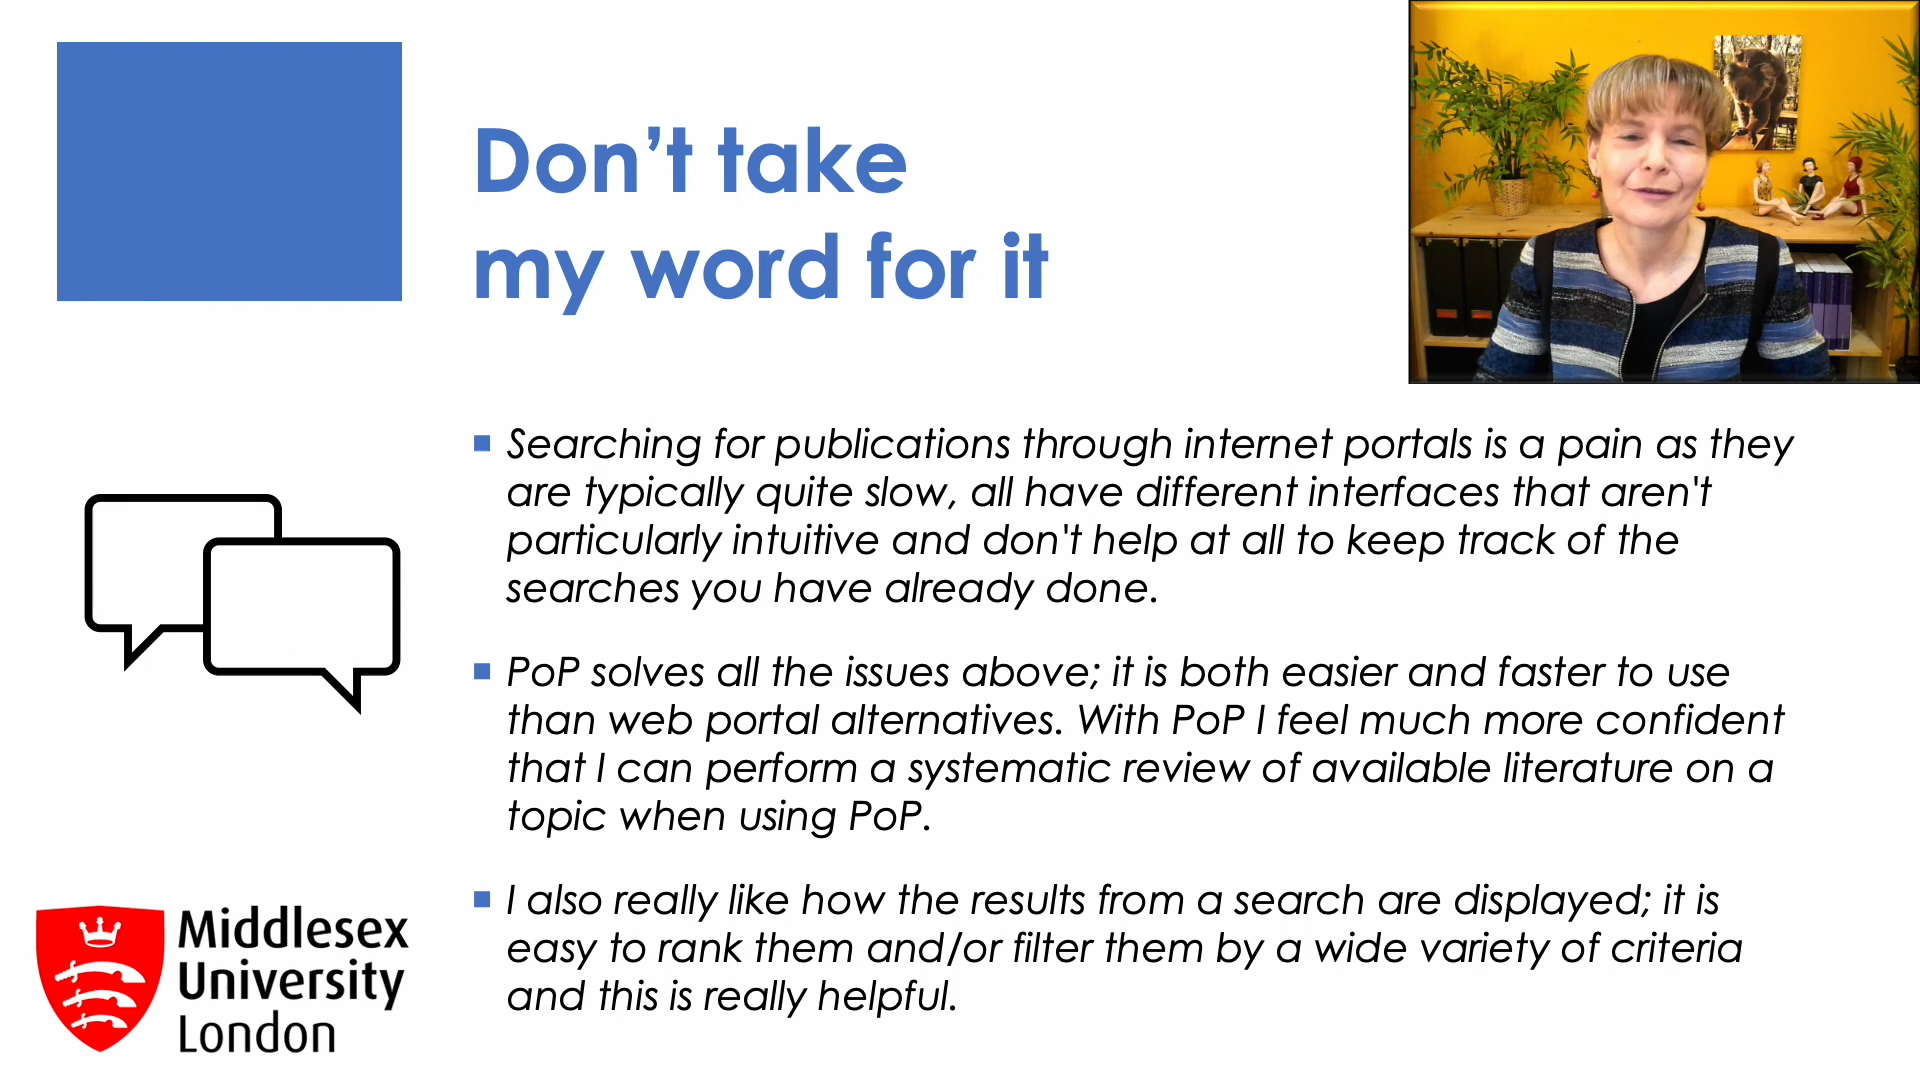 Don’t take
my word for it
Searching for publications through internet portals is a pain as they
are typically quite slow, all have different interfaces that aren't
particularly intuitive and don't help at all to keep track of the
searches you have already done.
PoP solves all the issues above; it is both easier and faster to use
than web portal alternatives. With PoP I feel much more confident
that I can perform a systematic review of available literature on a
topic when using PoP.
I also really like how the results from a search are displayed; it is
easy to rank them and/or filter them by a wide variety of criteria
and this is really helpful.
Middlesex
University
London